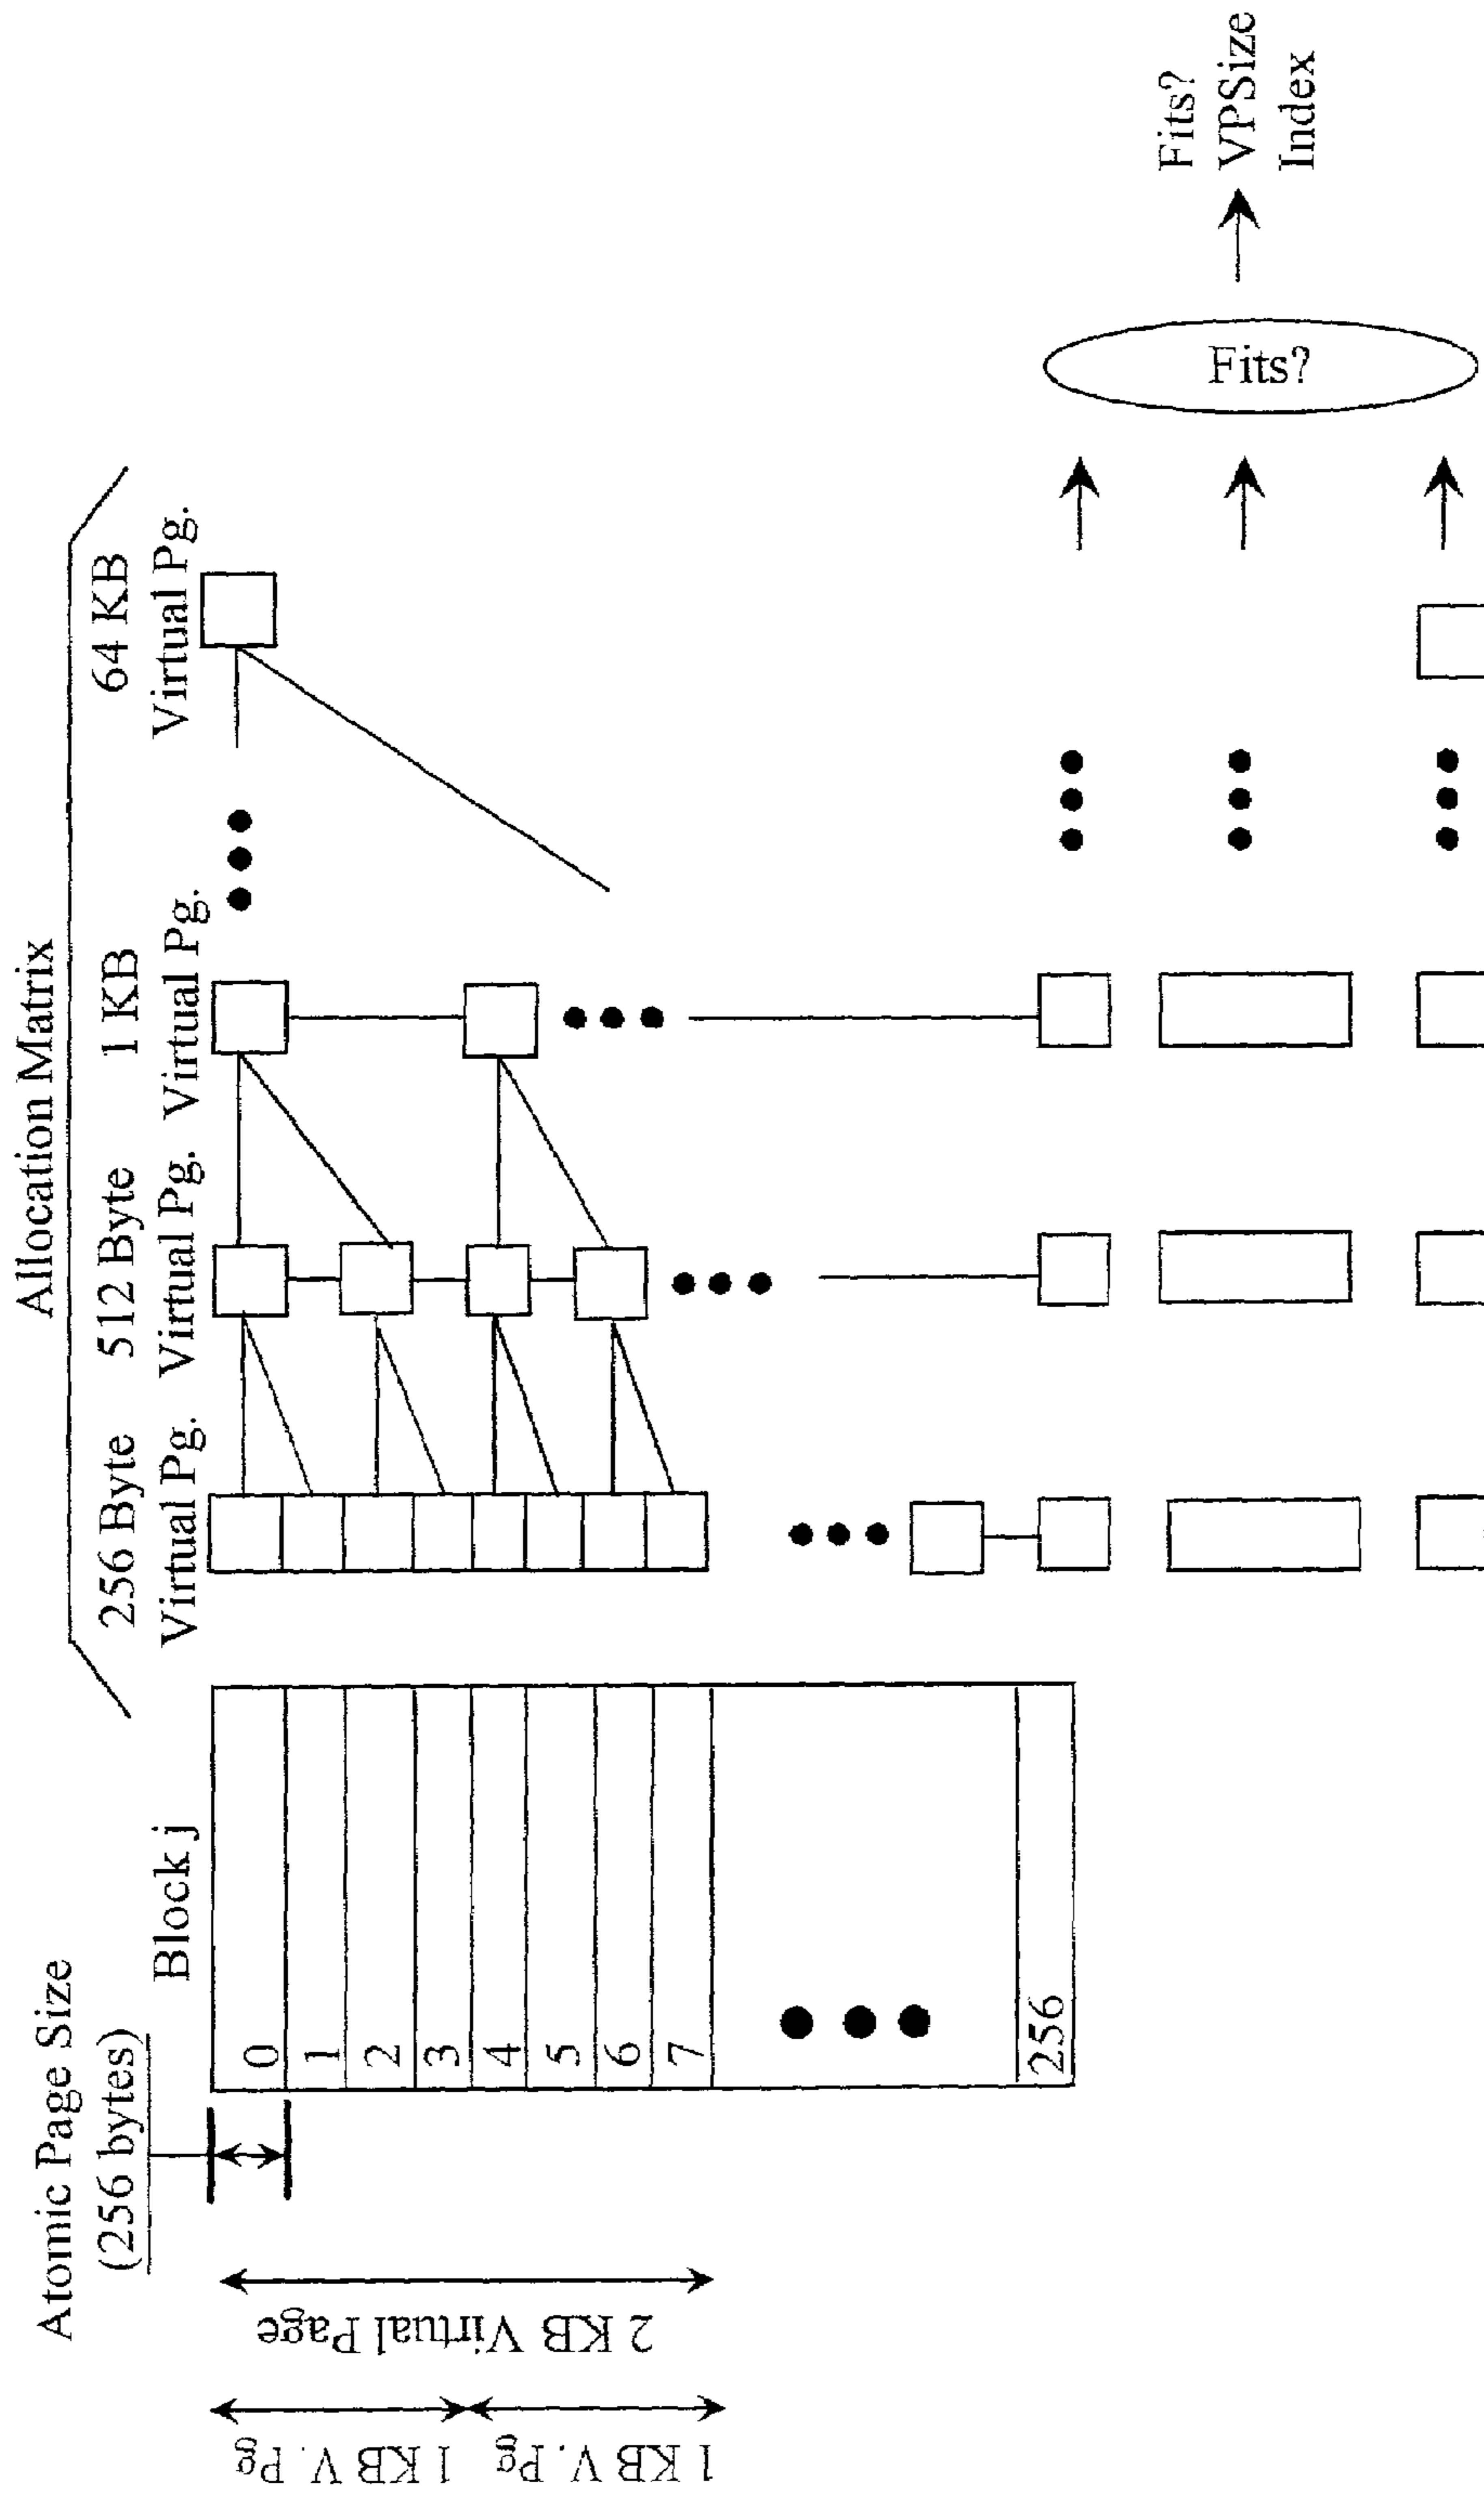 Allocation Matrix
Atomic Page Size
(256 bytes)
Block j
256 Byte
Virtual Pg.
512 Byte
Virtual Pg.
1 KB
Virtual Pg.
64 KB
Virtual Pg.
0
1
2
3
4
5
6
7
256
2 KB Virtual Page
1 KB V. Pg
1 KB V. Pg
Fits?
Fits?
VPSize
Index